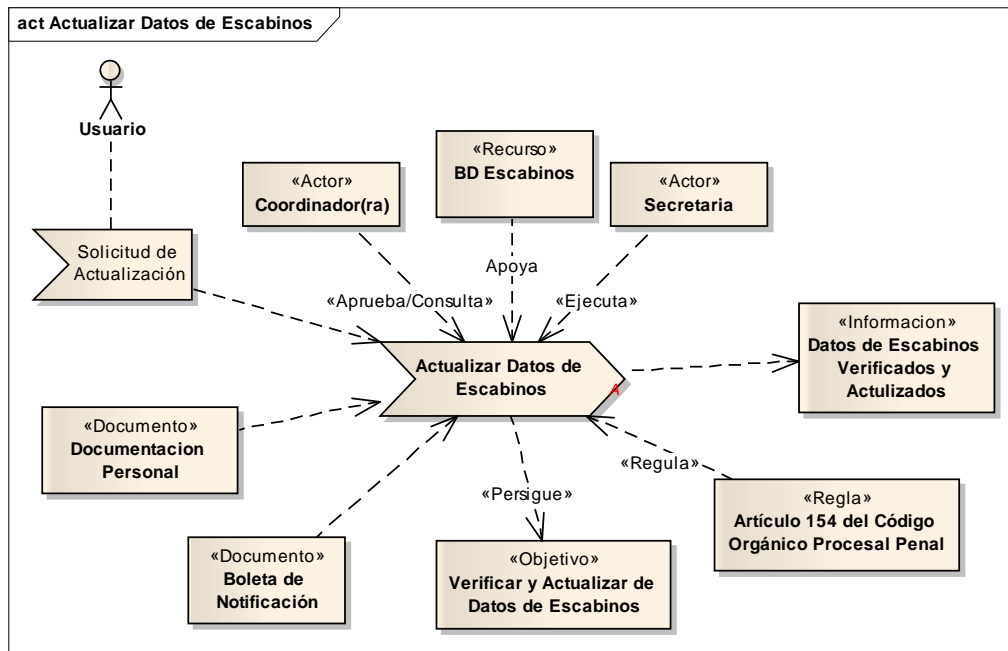 act Actualizar Datos de Escabinos
Usuario
«Recurso»
BD Escabinos
«Actor»
Coordinador(ra)
«Actor»
Secretaria
Solicitud de
Actualización
Apoya
«Aprueba/Consulta»
«Ejecuta»
«Informacion»
Datos de Escabinos
Verificados y
Actulizados
Actualizar Datos de
Escabinos
A
«Documento»
Documentacion
Personal
«Regula»
«Persigue»
«Regla»
Artículo 154 del Código
Orgánico Procesal Penal
«Documento»
Boleta de
Notificación
«Objetivo»
Verificar y Actualizar de
Datos de Escabinos